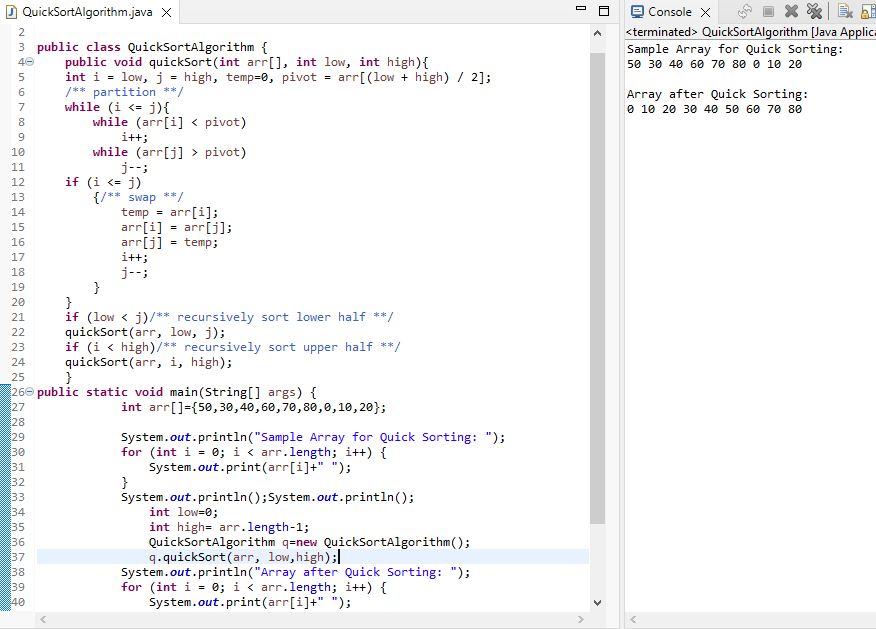 QuickSortAlgorithm.java
2
3 public class QuickSortAlgorithm {
4 public void quickSort(int arr[], int low, int high){
5 int i = low, j = high, temp=0, pivot = arr[(low + high) / 2];
6 /** partition **/
7 while (i <= j){
8 while (arr[i] < pivot)
9 i++;
10 while (arr[j] > pivot)
11 j--;
12 if (i <= j)
13 {/** swap **/
14 temp = arr[i];
15 arr[i] = arr[j];
16 arr[j] = temp;
17 i++;
18 j--;
19 }
20 }
21 if (low < j)/** recursively sort lower half **/
22 quickSort(arr, low, j);
23 if (i < high)/** recursively sort upper half **/
24 quickSort(arr, i, high);
25 }
26 public static void main(String[] args) {
27 int arr[]={50,30,40,60,70,80,0,10,20};
28
29 System.out.println("Sample Array for Quick Sorting: ");
30 for (int i = 0; i < arr.length; i++) {
31 System.out.print(arr[i]+" ");
32 }
33 System.out.println();System.out.println();
34 int low=0;
35 int high= arr.length-1;
36 QuickSortAlgorithm q=new QuickSortAlgorithm();
37 q.quickSort(arr, low,high);
38 System.out.println("Array after Quick Sorting: ");
39 for (int i = 0; i < arr.length; i++) {
40 System.out.print(arr[i]+" ");
Console
<terminated> QuickSortAlgorithm [Java Applica
Sample Array for Quick Sorting:
50 30 40 60 70 80 0 10 20
Array after Quick Sorting:
0 10 20 30 40 50 60 70 80